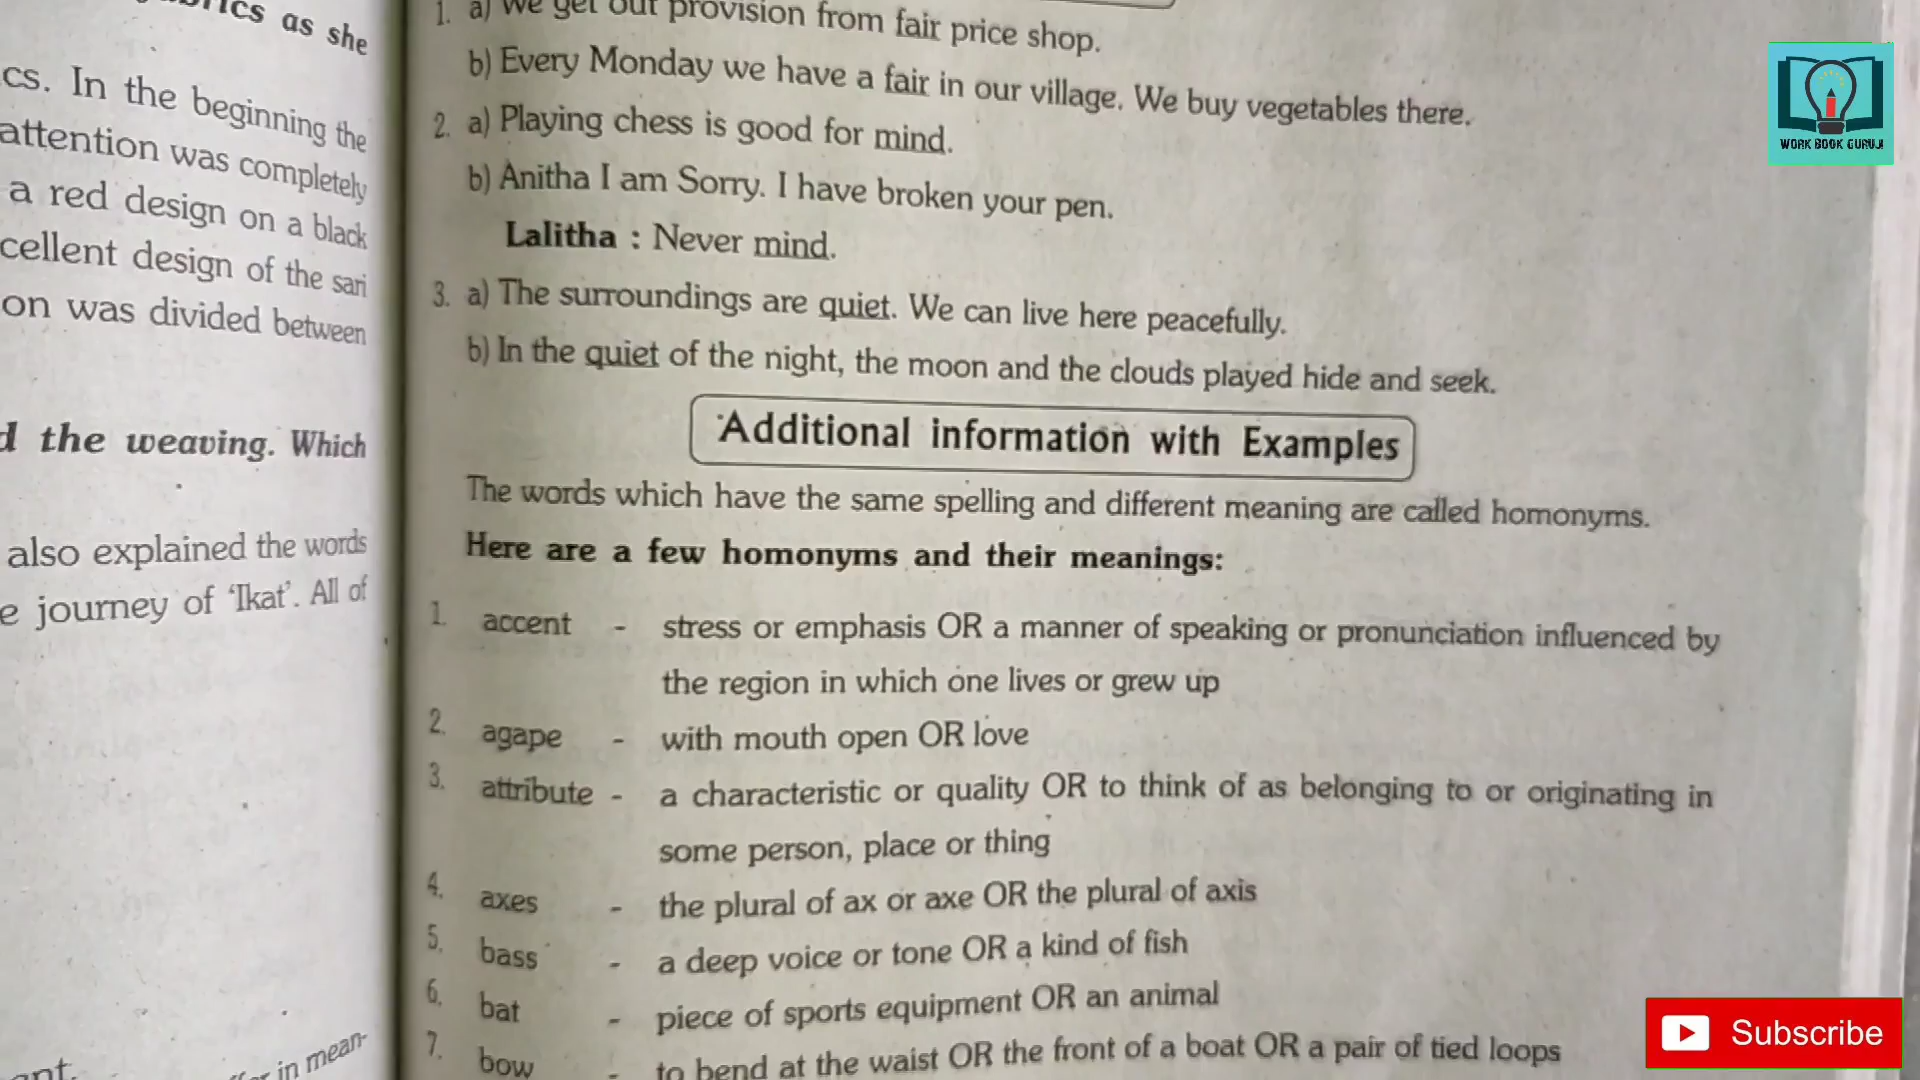 as she
cs. In the beginning the
attention was completely
a red design on a black
cellent design of the sari
on was divided between
the weaving. Which
also explained the words
e journey of 'Ikat'. All of
in mean-
1. a) We get our provision from fair price shop.
b) Every Monday we have a fair in our village. We buy vegetables there.
2. a) Playing chess is good for mind.
b) Anitha I am Sorry. I have broken your pen.
Lalitha : Never mind.
3. a) The surroundings are quiet. We can live here peacefully.
b) In the quiet of the night, the moon and the clouds played hide and seek.
Additional information with Examples
The words which have the same spelling and different meaning are called homonyms.
Here are a few homonyms and their meanings:
1. accent - stress or emphasis OR a manner of speaking or pronunciation influenced by
the region in which one lives or grew up
2. agape - with mouth open OR love
3. attribute - a characteristic or quality OR to think of as belonging to or originating in
some person, place or thing
4. axes - the plural of ax or axe OR the plural of axis
5. bass - a deep voice or tone OR a kind of fish
6. bat - piece of sports equipment OR an animal
7. bow - to bend at the waist OR the front of a boat OR a pair of tied loops
WORK BOOK GURUJI
Subscribe